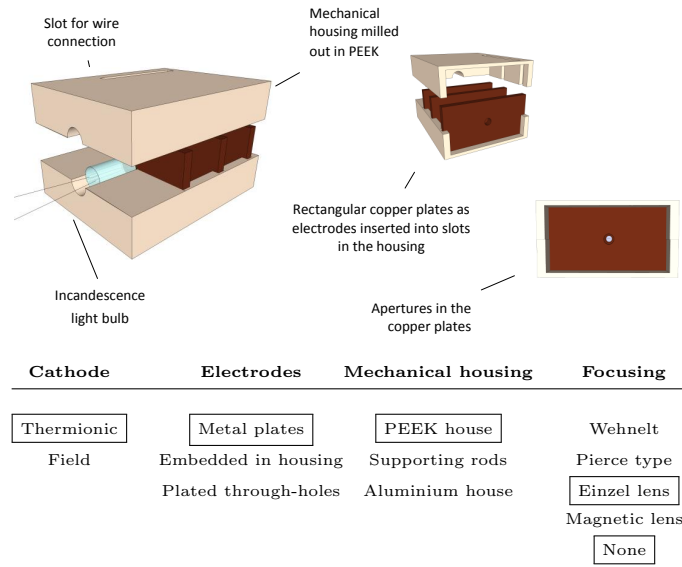 Slot for wire
connection
Mechanical
housing milled
out in PEEK
Rectangular copper plates as
electrodes inserted into slots
in the housing
Incandescence
light bulb
Apertures in the
copper plates
Cathode Electrodes Mechanical housing Focusing
Thermionic Metal plates PEEK house Wehnelt
Field Embedded in housing Supporting rods Pierce type
Plated through-holes Aluminium house Einzel lens
Magnetic lens
None